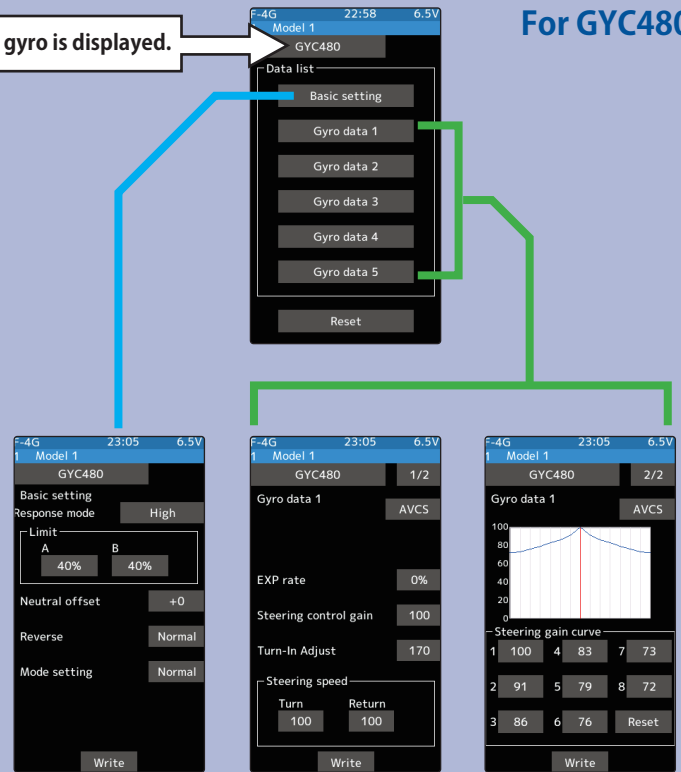 gyro is displayed.
For GYC480
F-4G 22:58 6.5V
Model 1
GYC480
Data list
Basic setting
Gyro data 1
Gyro data 2
Gyro data 3
Gyro data 4
Gyro data 5
Reset
F-4G 23:05 6.5V
1 Model 1
GYC480
Basic setting
Response mode High
Limit
A B
40% 40%
Neutral offset +0
Reverse Normal
Mode setting Normal
Write
F-4G 23:05 6.5V
1 Model 1
GYC480 1/2
Gyro data 1
AVCS
EXP rate 0%
Steering control gain 100
Turn-In Adjust 170
Steering speed
Turn Return
100 100
Write
F-4G 23:05 6.5V
1 Model 1
GYC480 2/2
Gyro data 1
AVCS
100
80
60
40
20
0
Steering gain curve
1 100 4 83 7 73
2 91 5 79 8 72
3 86 6 76 Reset
Write